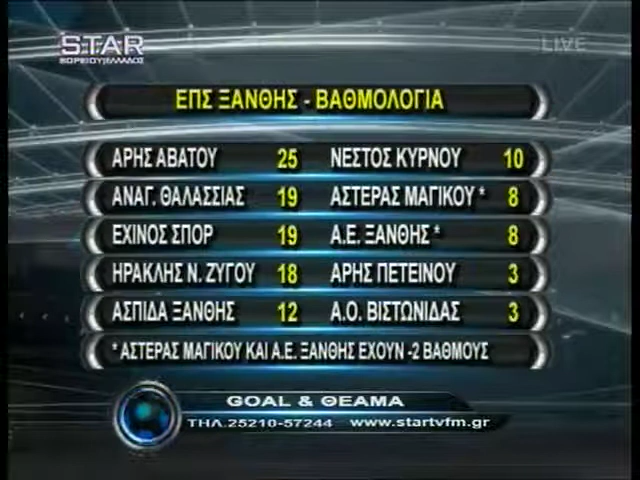 STAR
ΒΟΡΕΙΟΥ ΕΛΛΑΔΟΣ
LIVE
ΕΠΣ ΞΑΝΘΗΣ - ΒΑΘΜΟΛΟΓΙΑ
ΑΡΗΣ ΑΒΑΤΟΥ 25 ΝΕΣΤΟΣ ΚΥΡΝΟΥ 10
ΑΝΑΓ. ΘΑΛΑΣΣΙΑΣ 19 ΑΣΤΕΡΑΣ ΜΑΓΙΚΟΥ * 8
ΕΧΙΝΟΣ ΣΠΟΡ 19 Α.Ε. ΞΑΝΘΗΣ * 8
ΗΡΑΚΛΗΣ Ν. ΖΥΓΟΥ 18 ΑΡΗΣ ΠΕΤΕΙΝΟΥ 3
ΑΣΠΙΔΑ ΞΑΝΘΗΣ 12 Α.Ο. ΒΙΣΤΩΝΙΔΑΣ 3
* ΑΣΤΕΡΑΣ ΜΑΓΙΚΟΥ ΚΑΙ Α.Ε. ΞΑΝΘΗΣ ΕΧΟΥΝ -2 ΒΑΘΜΟΥΣ
GOAL & ΘΕΑΜΑ
ΤΗΛ.25210-57244 www.startvfm.gr